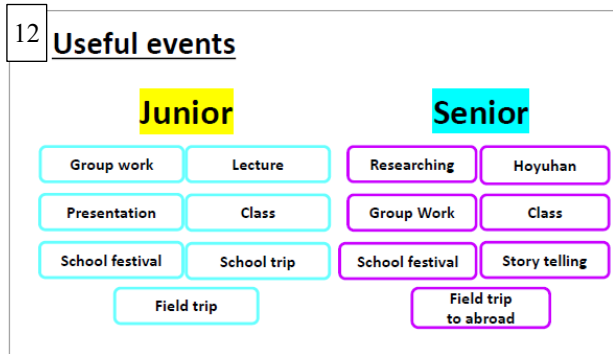 12
Useful events
Junior
Senior
Group work
Lecture
Researching
Hoyuhan
Presentation
Class
Group Work
Class
School festival
School trip
School festival
Story telling
Field trip
Field trip
to abroad